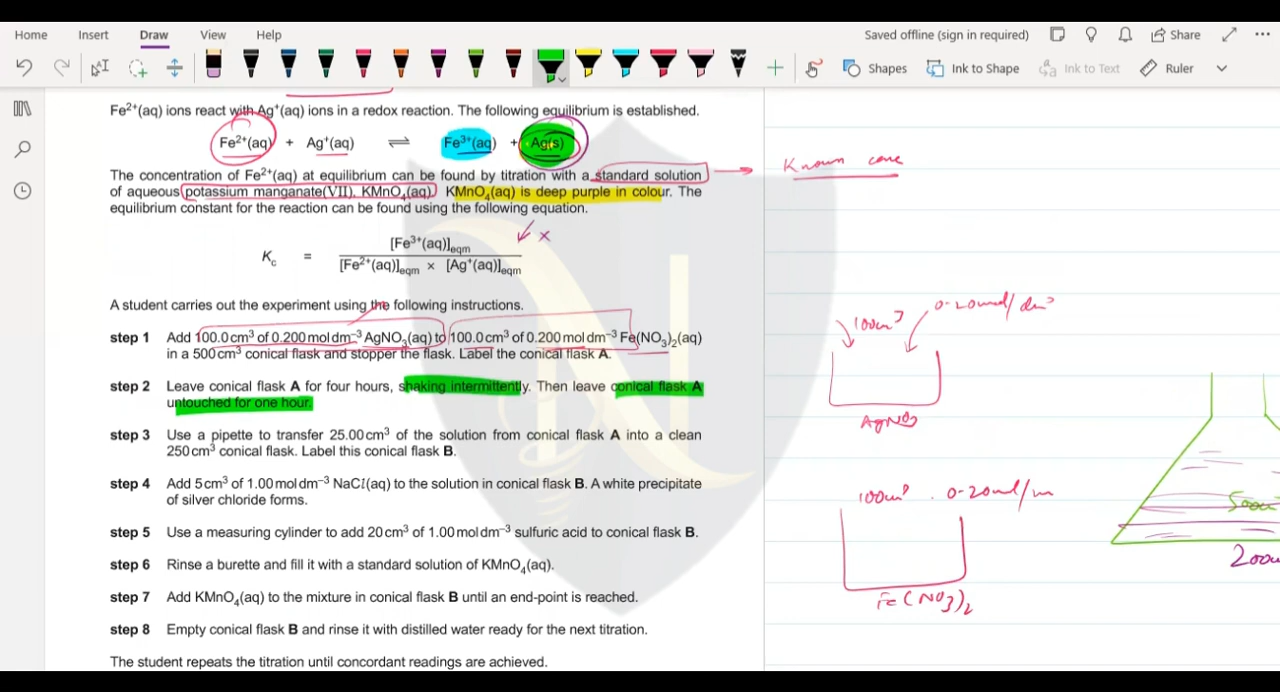 Home Insert Draw View Help Saved offline (sign in required) Share
Shapes Ink to Shape Ink to Text Ruler
Fe²⁺(aq) ions react with Ag⁺(aq) ions in a redox reaction. The following equilibrium is established.
Fe²⁺(aq) + Ag⁺(aq) ⇌ Fe³⁺(aq) + Ag(s)
The concentration of Fe²⁺(aq) at equilibrium can be found by titration with a standard solution
of aqueous potassium manganate(VII), KMnO₄(aq). KMnO₄(aq) is deep purple in colour. The
equilibrium constant for the reaction can be found using the following equation.
Known conc
x
[Fe³⁺(aq)]eqm
Kc =
[Fe²⁺(aq)]eqm × [Ag⁺(aq)]eqm
A student carries out the experiment using the following instructions.
step 1 Add 100.0 cm³ of 0.200 mol dm⁻³ AgNO₃(aq) to 100.0 cm³ of 0.200 mol dm⁻³ Fe(NO₃)₂(aq)
in a 500 cm³ conical flask and stopper the flask. Label the conical flask A.
step 2 Leave conical flask A for four hours, shaking intermittently. Then leave conical flask A
untouched for one hour.
step 3 Use a pipette to transfer 25.00 cm³ of the solution from conical flask A into a clean
250 cm³ conical flask. Label this conical flask B.
step 4 Add 5 cm³ of 1.00 mol dm⁻³ NaCl(aq) to the solution in conical flask B. A white precipitate
of silver chloride forms.
step 5 Use a measuring cylinder to add 20 cm³ of 1.00 mol dm⁻³ sulfuric acid to conical flask B.
step 6 Rinse a burette and fill it with a standard solution of KMnO₄(aq).
step 7 Add KMnO₄(aq) to the mixture in conical flask B until an end-point is reached.
step 8 Empty conical flask B and rinse it with distilled water ready for the next titration.
The student repeats the titration until concordant readings are achieved.
100cm³ 0.20mol/dm³
AgNO3
100cm³ . 0.20mol/m
Fe(NO3)2